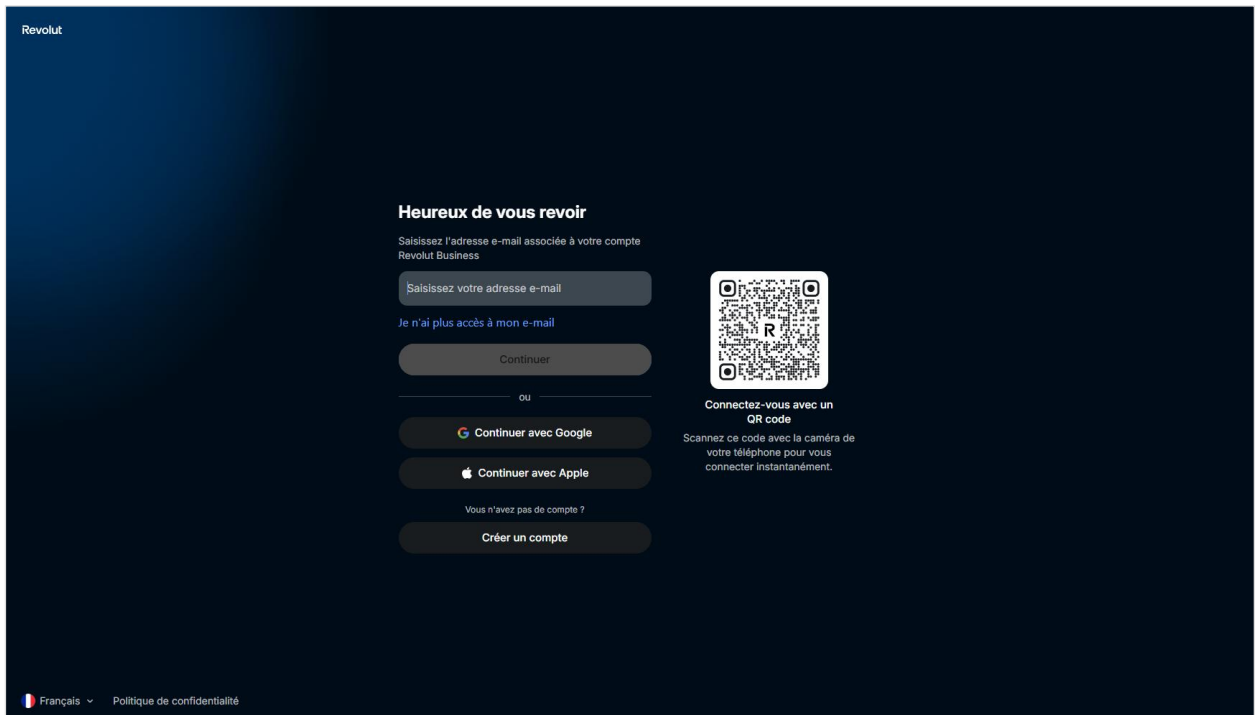 Revolut
Heureux de vous revoir
Saisissez l'adresse e-mail associée à votre compte
Revolut Business
Saisissez votre adresse e-mail
Je n'ai plus accès à mon e-mail
Continuer
ou
Continuer avec Google
Continuer avec Apple
Vous n'avez pas de compte ?
Créer un compte
R
Connectez-vous avec un
QR code
Scannez ce code avec la caméra de
votre téléphone pour vous
connecter instantanément.
Français
Politique de confidentialité